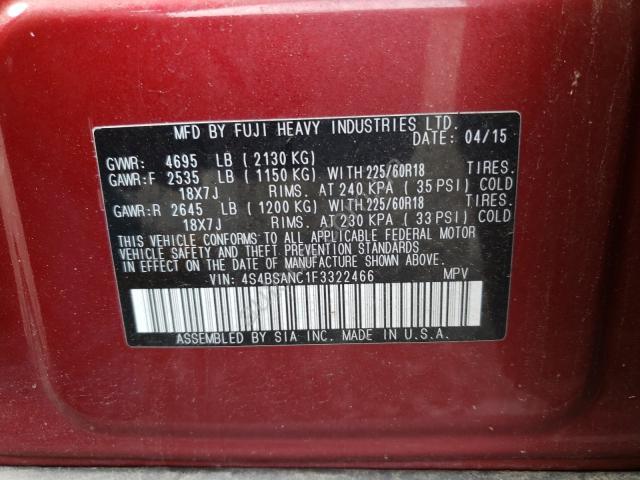 MFD BY FUJI HEAVY INDUSTRIES LTD.
DATE: 04/15
GVWR: 4695 LB ( 2130 KG)
GAWR:F 2535 LB ( 1150 KG) WITH 225/60R18 TIRES.
18X7J RIMS. AT 240 KPA ( 35 PSI) COLD
GAWR:R 2645 LB ( 1200 KG) WITH 225/60R18 TIRES.
18X7J RIMS. AT 230 KPA ( 33 PSI) COLD
THIS VEHICLE CONFORMS TO ALL APPLICABLE FEDERAL MOTOR
VEHICLE SAFETY AND THEFT PREVENTION STANDARDS
IN EFFECT ON THE DATE OF MANUFACTURE SHOWN ABOVE.
VIN: 4S4BSANC1F3322466 MPV
ASSEMBLED BY SIA INC. MADE IN U.S.A.